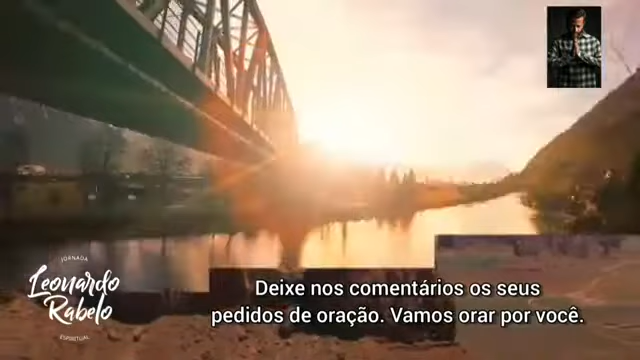 JORNADA
Leonardo
Rabelo
ESPIRITUAL
Deixe nos comentários os seus
pedidos de oração. Vamos orar por você.